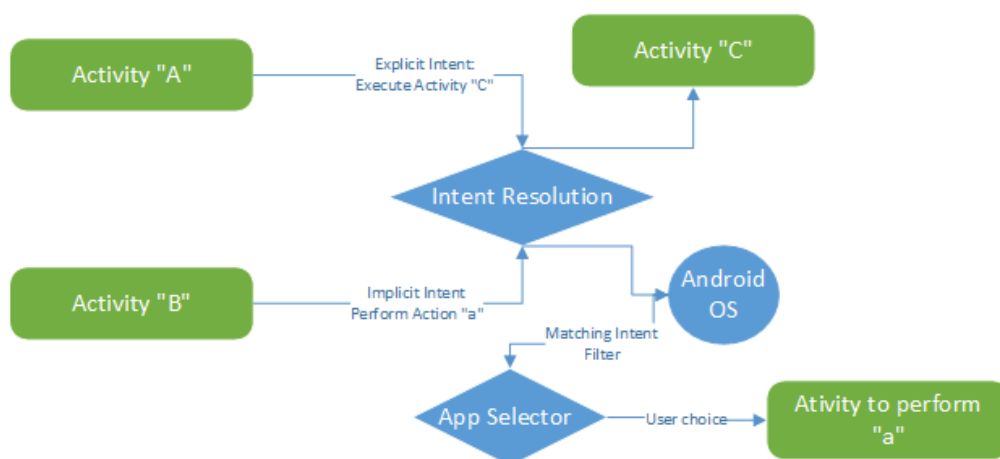 Activity "A"
Explicit Intent:
Execute Activity "C"
Activity "C"
Intent Resolution
Activity "B"
Implicit Intent
Perform Action "a"
Android
OS
Matching Intent
Filter
App Selector
User choice
Ativity to perform
"a"